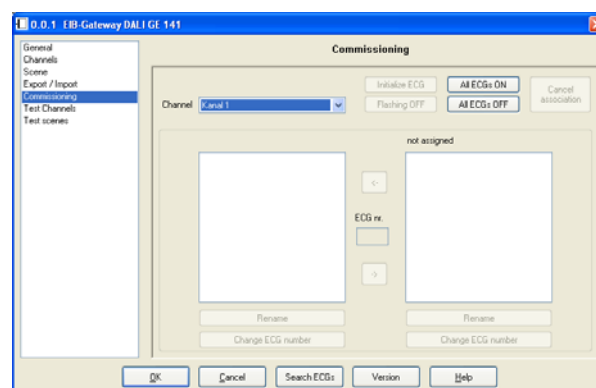 0.0.1 EIB-Gateway DALI GE 141
General
Channels
Scene
Export / Import
Commissioning
Test Channels
Test scenes
Commissioning
Channel
Kanal 1
Initialize ECG
All ECGs ON
Flashing OFF
All ECGs OFF
Cancel
association
not assigned
<-
ECG nr.
->
Rename
Change ECG number
Rename
Change ECG number
OK
Cancel
Search ECGs
Version
Help